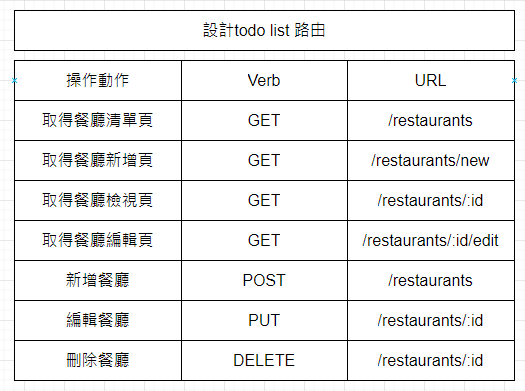 設計todo list 路由
操作動作 Verb URL
取得餐廳清單頁 GET /restaurants
取得餐廳新增頁 GET /restaurants/new
取得餐廳檢視頁 GET /restaurants/:id
取得餐廳編輯頁 GET /restaurants/:id/edit
新增餐廳 POST /restaurants
編輯餐廳 PUT /restaurants/:id
刪除餐廳 DELETE /restaurants/:id